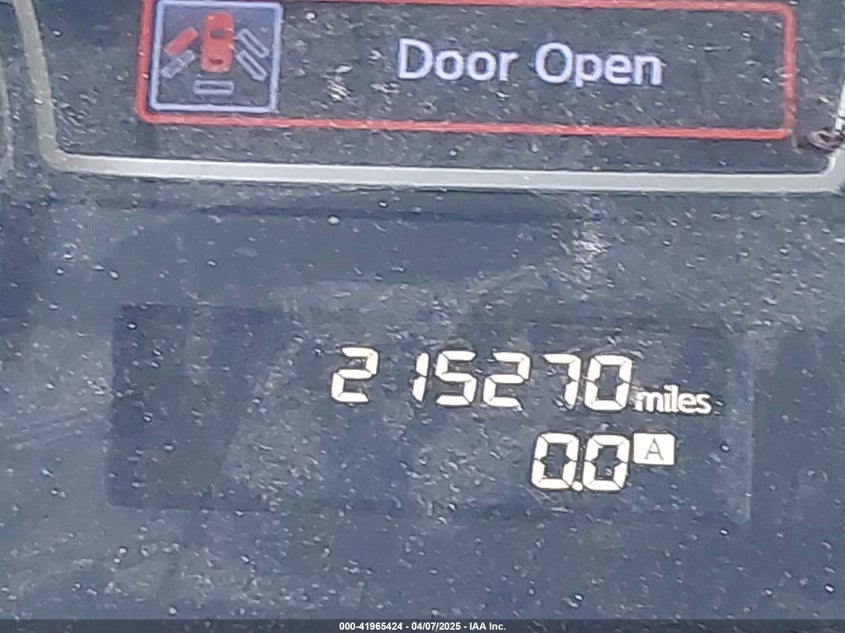 Door Open
215270 miles
0.0 A
000-41965424 - 04/07/2025 - IAA Inc.